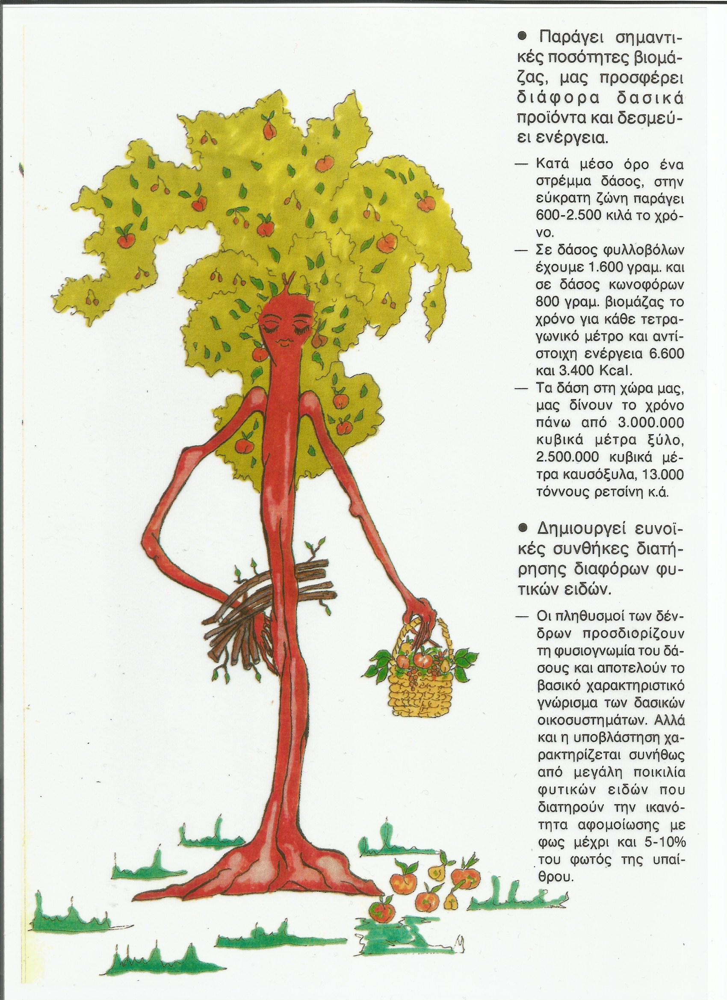 ● Παράγει σημαντι-
κές ποσότητες βιομά-
ζας, μας προσφέρει
διάφορα δασικά
προϊόντα και δεσμεύ-
ει ενέργεια.
— Κατά μέσο όρο ένα
στρέμμα δάσος, στην
εύκρατη ζώνη παράγει
600-2.500 κιλά το χρό-
νο.
— Σε δάσος φυλλοβόλων
έχουμε 1.600 γραμ. και
σε δάσος κωνοφόρων
800 γραμ. βιομάζας το
χρόνο για κάθε τετρα-
γωνικό μέτρο και αντί-
στοιχη ενέργεια 6.600
και 3.400 Kcal.
— Τα δάση στη χώρα μας,
μας δίνουν το χρόνο
πάνω από 3.000.000
κυβικά μέτρα ξύλο,
2.500.000 κυβικά μέ-
τρα καυσόξυλα, 13.000
τόννους ρετσίνη κ.ά.
● Δημιουργεί ευνοϊ-
κές συνθήκες διατή-
ρησης διαφόρων φυ-
τικών ειδών.
— Οι πληθυσμοί των δέν-
δρων προσδιορίζουν
τη φυσιογνωμία του δά-
σους και αποτελούν το
βασικό χαρακτηριστικό
γνώρισμα των δασικών
οικοσυστημάτων. Αλλά
και η υποβλάστηση χα-
ρακτηρίζεται συνήθως
από μεγάλη ποικιλία
φυτικών ειδών που
διατηρούν την ικανό-
τητα αφομοίωσης με
φως μέχρι και 5-10%
του φωτός της υπαί-
θρου.